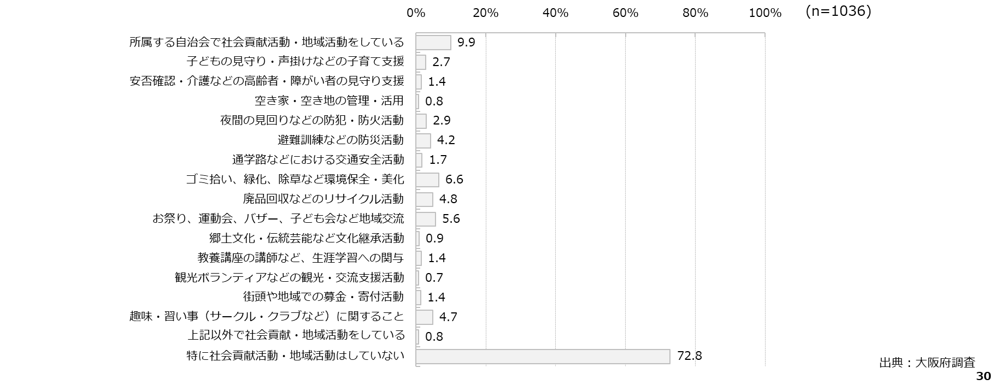 0% 20% 40% 60% 80% 100% (n=1036)
所属する自治会で社会貢献活動・地域活動をしている 9.9
子どもの見守り・声掛けなどの子育て支援 2.7
安否確認・介護などの高齢者・障がい者の見守り支援 1.4
空き家・空き地の管理・活用 0.8
夜間の見回りなどの防犯・防火活動 2.9
避難訓練などの防災活動 4.2
通学路などにおける交通安全活動 1.7
ゴミ拾い、緑化、除草など環境保全・美化 6.6
廃品回収などのリサイクル活動 4.8
お祭り、運動会、バザー、子ども会など地域交流 5.6
郷土文化・伝統芸能など文化継承活動 0.9
教養講座の講師など、生涯学習への関与 1.4
観光ボランティアなどの観光・交流支援活動 0.7
街頭や地域での募金・寄付活動 1.4
趣味・習い事（サークル・クラブなど）に関すること 4.7
上記以外で社会貢献・地域活動をしている 0.8
特に社会貢献活動・地域活動はしていない 72.8
出典：大阪府調査
30